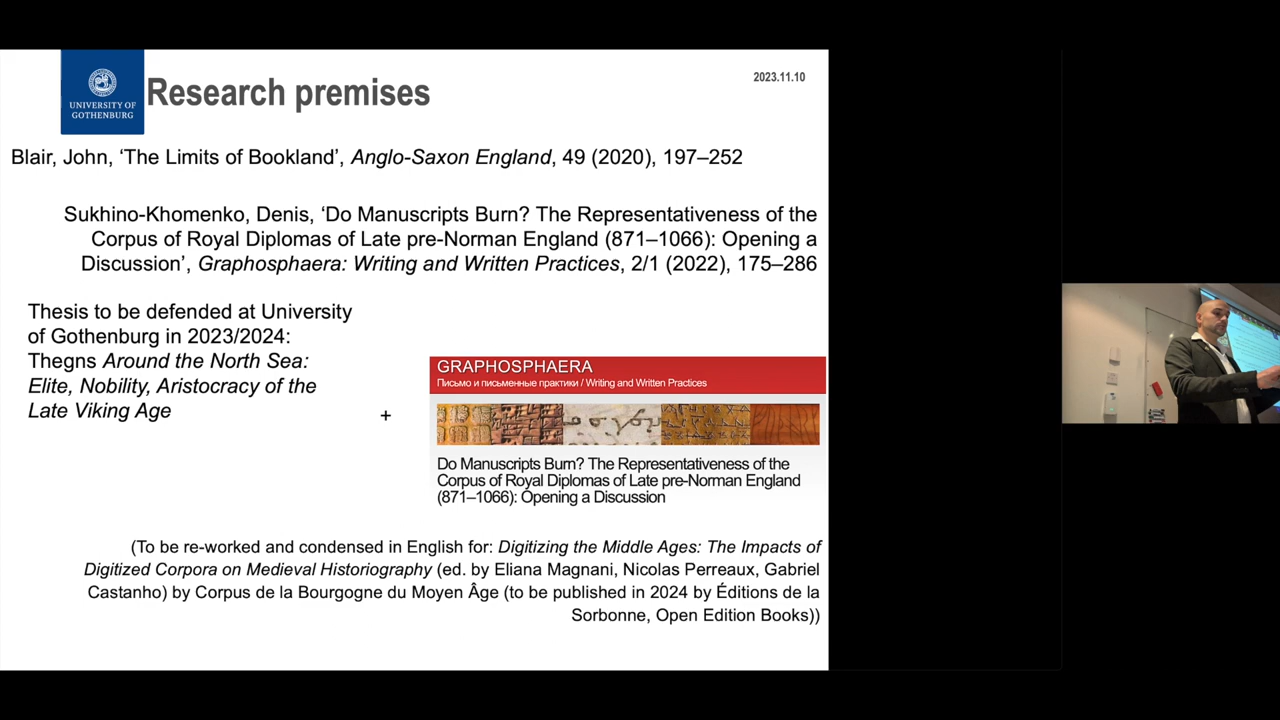 UNIVERSITY OF
GOTHENBURG
Research premises
2023.11.10
Blair, John, ‘The Limits of Bookland’, Anglo-Saxon England, 49 (2020), 197–252
Sukhino-Khomenko, Denis, ‘Do Manuscripts Burn? The Representativeness of the
Corpus of Royal Diplomas of Late pre-Norman England (871–1066): Opening a
Discussion’, Graphosphaera: Writing and Written Practices, 2/1 (2022), 175–286
Thesis to be defended at University
of Gothenburg in 2023/2024:
Thegns Around the North Sea:
Elite, Nobility, Aristocracy of the
Late Viking Age
+
GRAPHOSPHAERA
Письмо и письменные практики / Writing and Written Practices
Do Manuscripts Burn? The Representativeness of the
Corpus of Royal Diplomas of Late pre-Norman England
(871–1066): Opening a Discussion
(To be re-worked and condensed in English for: Digitizing the Middle Ages: The Impacts of
Digitized Corpora on Medieval Historiography (ed. by Eliana Magnani, Nicolas Perreaux, Gabriel
Castanho) by Corpus de la Bourgogne du Moyen Âge (to be published in 2024 by Éditions de la
Sorbonne, Open Edition Books))